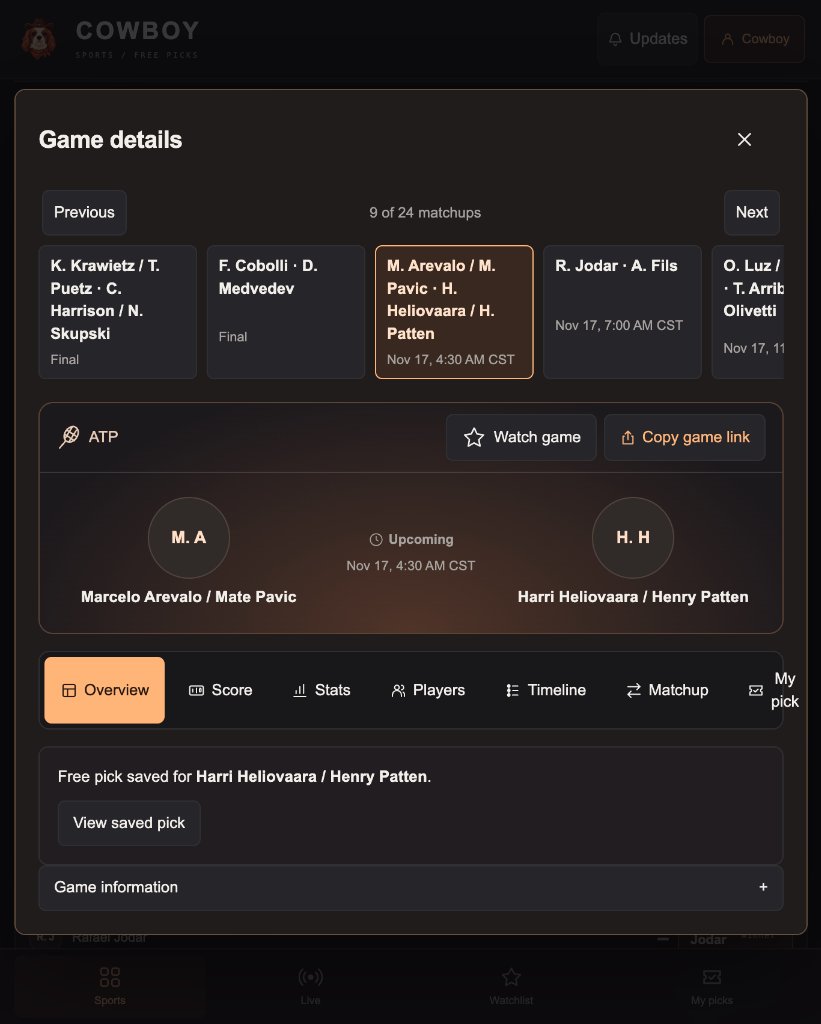 COWBOY
SPORTS / FREE PICKS
Updates
Cowboy
Game details
Previous
9 of 24 matchups
Next
K. Krawietz / T.
Puetz · C.
Harrison / N.
Skupski
Final
F. Cobolli · D.
Medvedev
Final
M. Arevalo / M.
Pavic · H.
Heliovaara / H.
Patten
Nov 17, 4:30 AM CST
R. Jodar · A. Fils
Nov 17, 7:00 AM CST
O. Luz /
· T. Arrib
Olivetti
Nov 17, 11
ATP
Watch game
Copy game link
M. A
Upcoming
H. H
Nov 17, 4:30 AM CST
Marcelo Arevalo / Mate Pavic
Harri Heliovaara / Henry Patten
Overview
Score
Stats
Players
Timeline
Matchup
My
pick
Free pick saved for Harri Heliovaara / Henry Patten.
View saved pick
Game information
+
R. J
Rafael Jodar
Jodar
Sports
Live
Watchlist
My picks